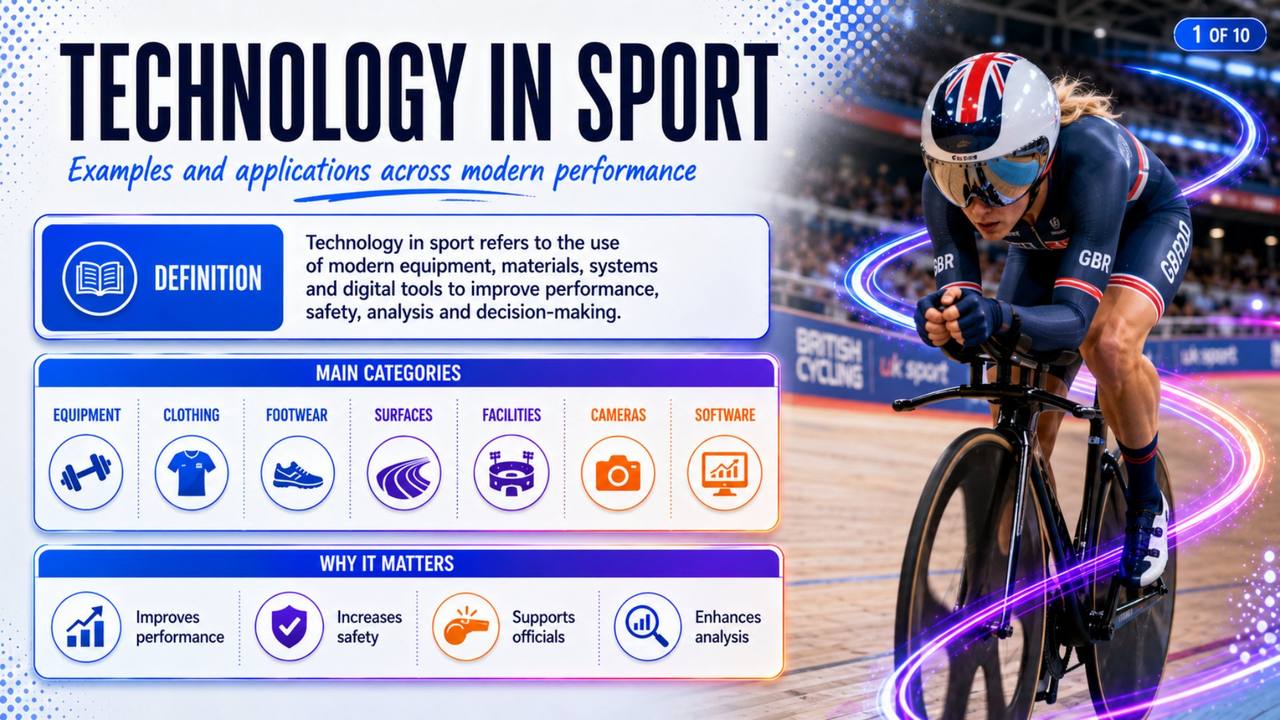 1 OF 10
TECHNOLOGY IN SPORT
Examples and applications across modern performance
DEFINITION
Technology in sport refers to the use
of modern equipment, materials, systems
and digital tools to improve performance,
safety, analysis and decision-making.
MAIN CATEGORIES
EQUIPMENT
CLOTHING
FOOTWEAR
SURFACES
FACILITIES
CAMERAS
SOFTWARE
WHY IT MATTERS
Improves
performance
Increases
safety
Supports
officials
Enhances
analysis
GBR
GBR
BRITISH
CYCLING
uk sport
uk sport